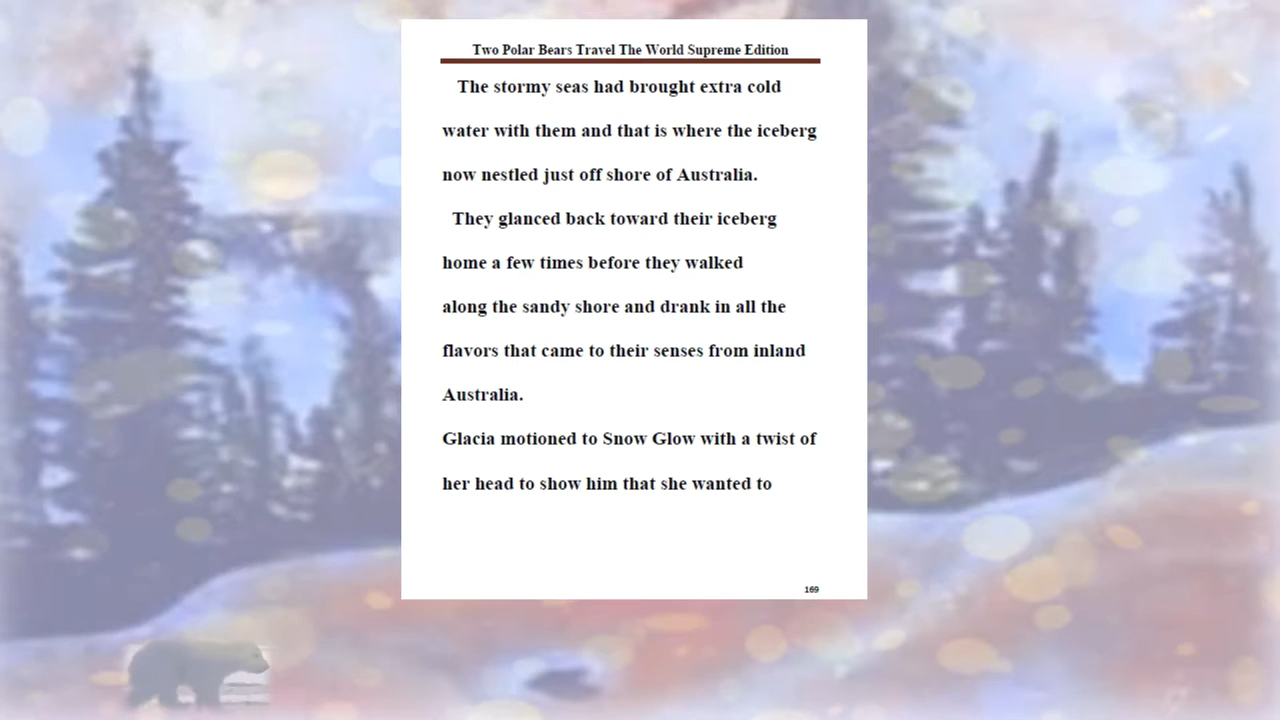 Two Polar Bears Travel The World Supreme Edition
The stormy seas had brought extra cold
water with them and that is where the iceberg
now nestled just off shore of Australia.
They glanced back toward their iceberg
home a few times before they walked
along the sandy shore and drank in all the
flavors that came to their senses from inland
Australia.
Glacia motioned to Snow Glow with a twist of
her head to show him that she wanted to
169